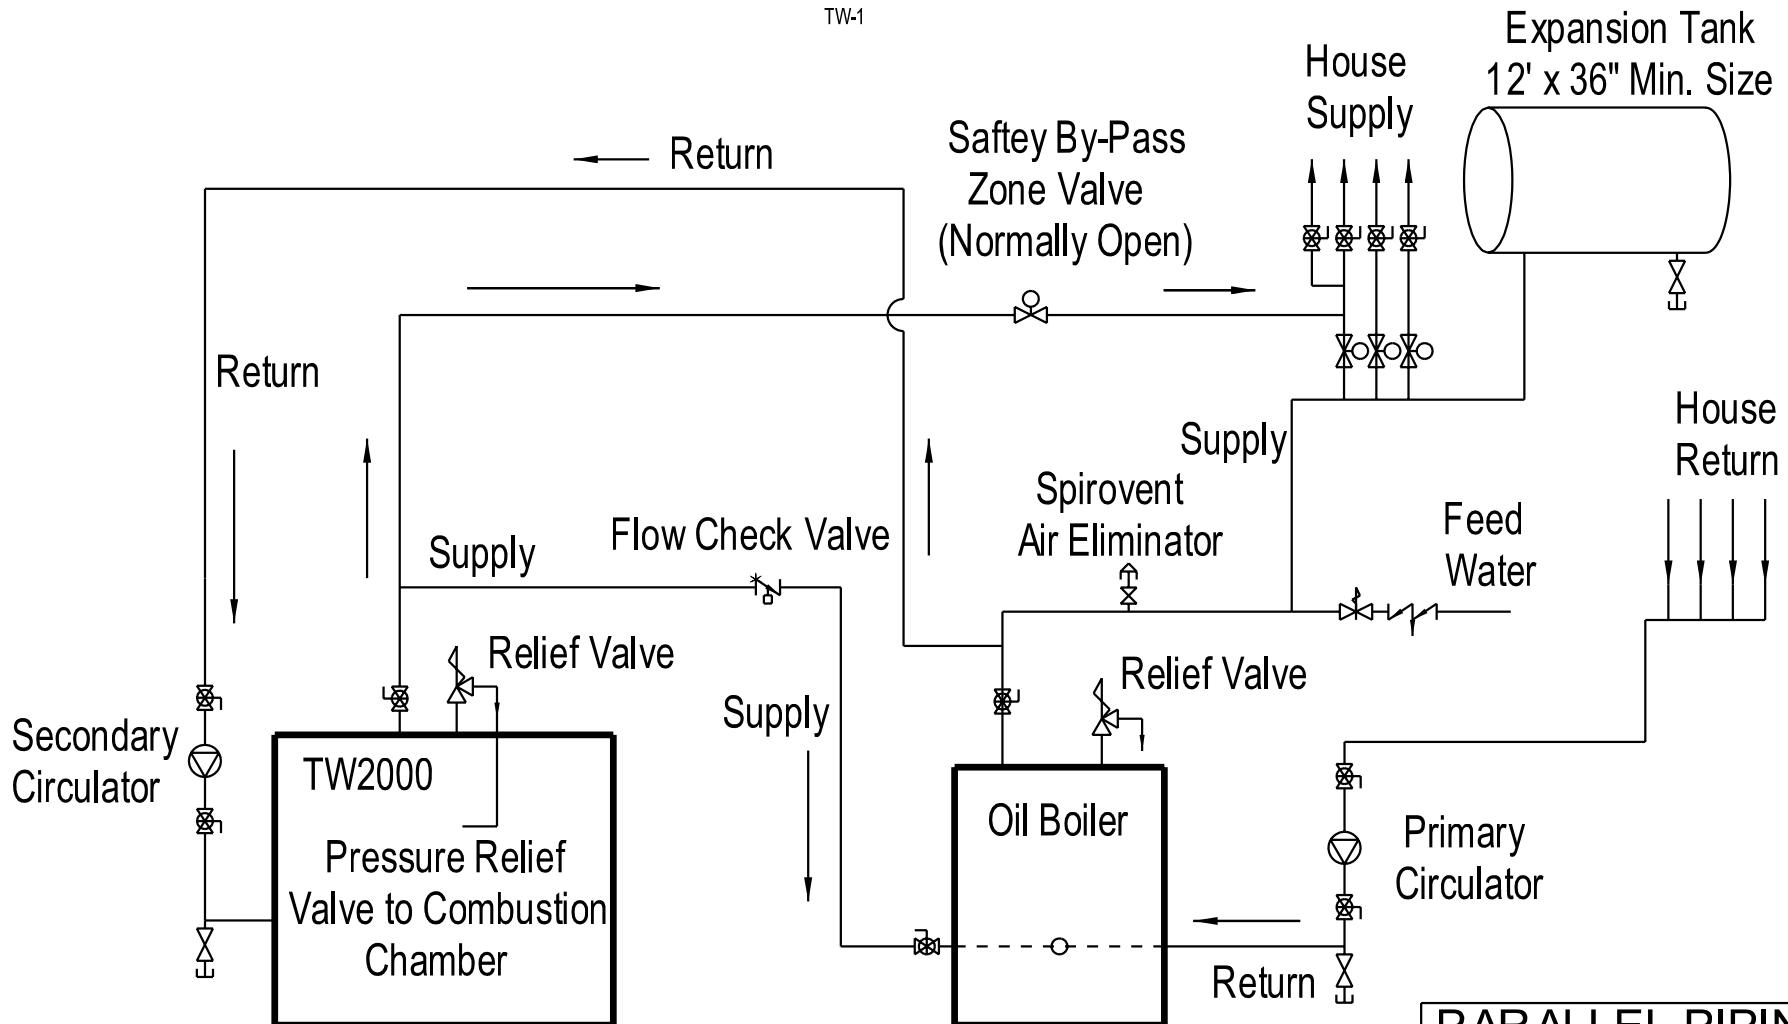 TW-1
Expansion Tank
12' x 36" Min. Size
House
Supply
Saftey By-Pass
Zone Valve
(Normally Open)
Return
Return
House
Return
Supply
Spirovent
Air Eliminator
Feed
Water
Flow Check Valve
Supply
Relief Valve
Relief Valve
Supply
Secondary
Circulator
TW2000
Pressure Relief
Valve to Combustion
Chamber
Oil Boiler
Primary
Circulator
Return
PARALLEL